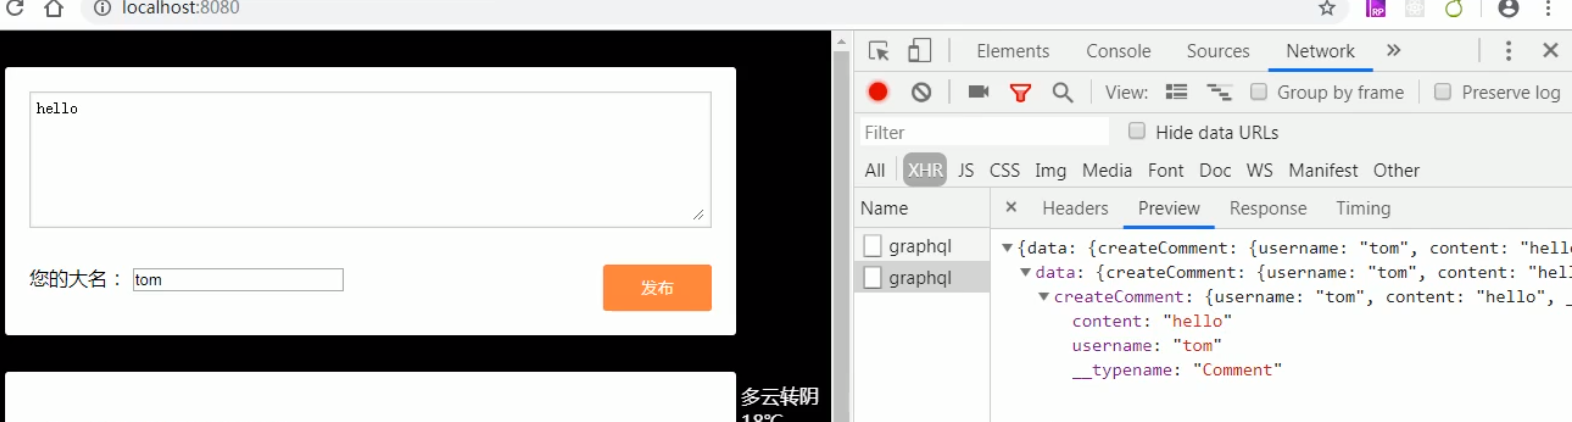 localhost:8080
RP
hello
您的大名： tom
发布
多云转阴
18℃
Elements Console Sources Network
View: Group by frame Preserve log
Filter Hide data URLs
All XHR JS CSS Img Media Font Doc WS Manifest Other
Name
graphql
graphql
Headers Preview Response Timing
{data: {createComment: {username: "tom", content: "hell
data: {createComment: {username: "tom", content: "hel
createComment: {username: "tom", content: "hello", _
content: "hello"
username: "tom"
__typename: "Comment"